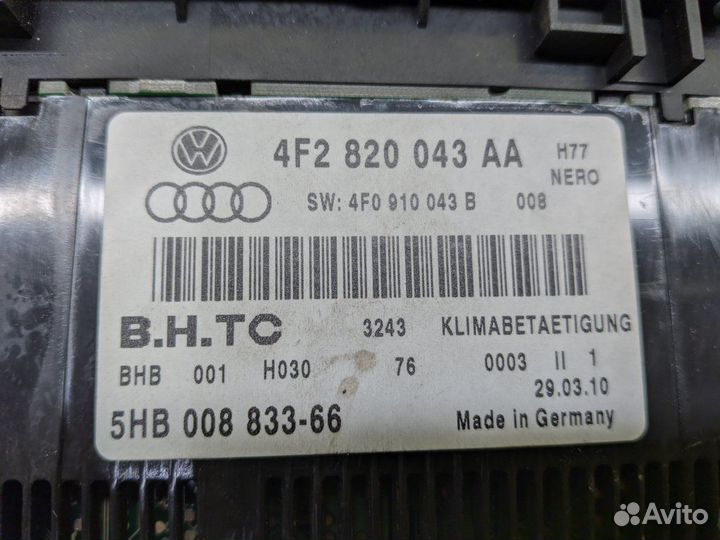 4F2 820 043 AA H77
NERO
SW: 4F0 910 043 B 008
B.H.TC 3243 KLIMABETAETIGUNG
BHB 001 H030 76 0003 II 1
29.03.10
5HB 008 833-66 Made in Germany
Avito